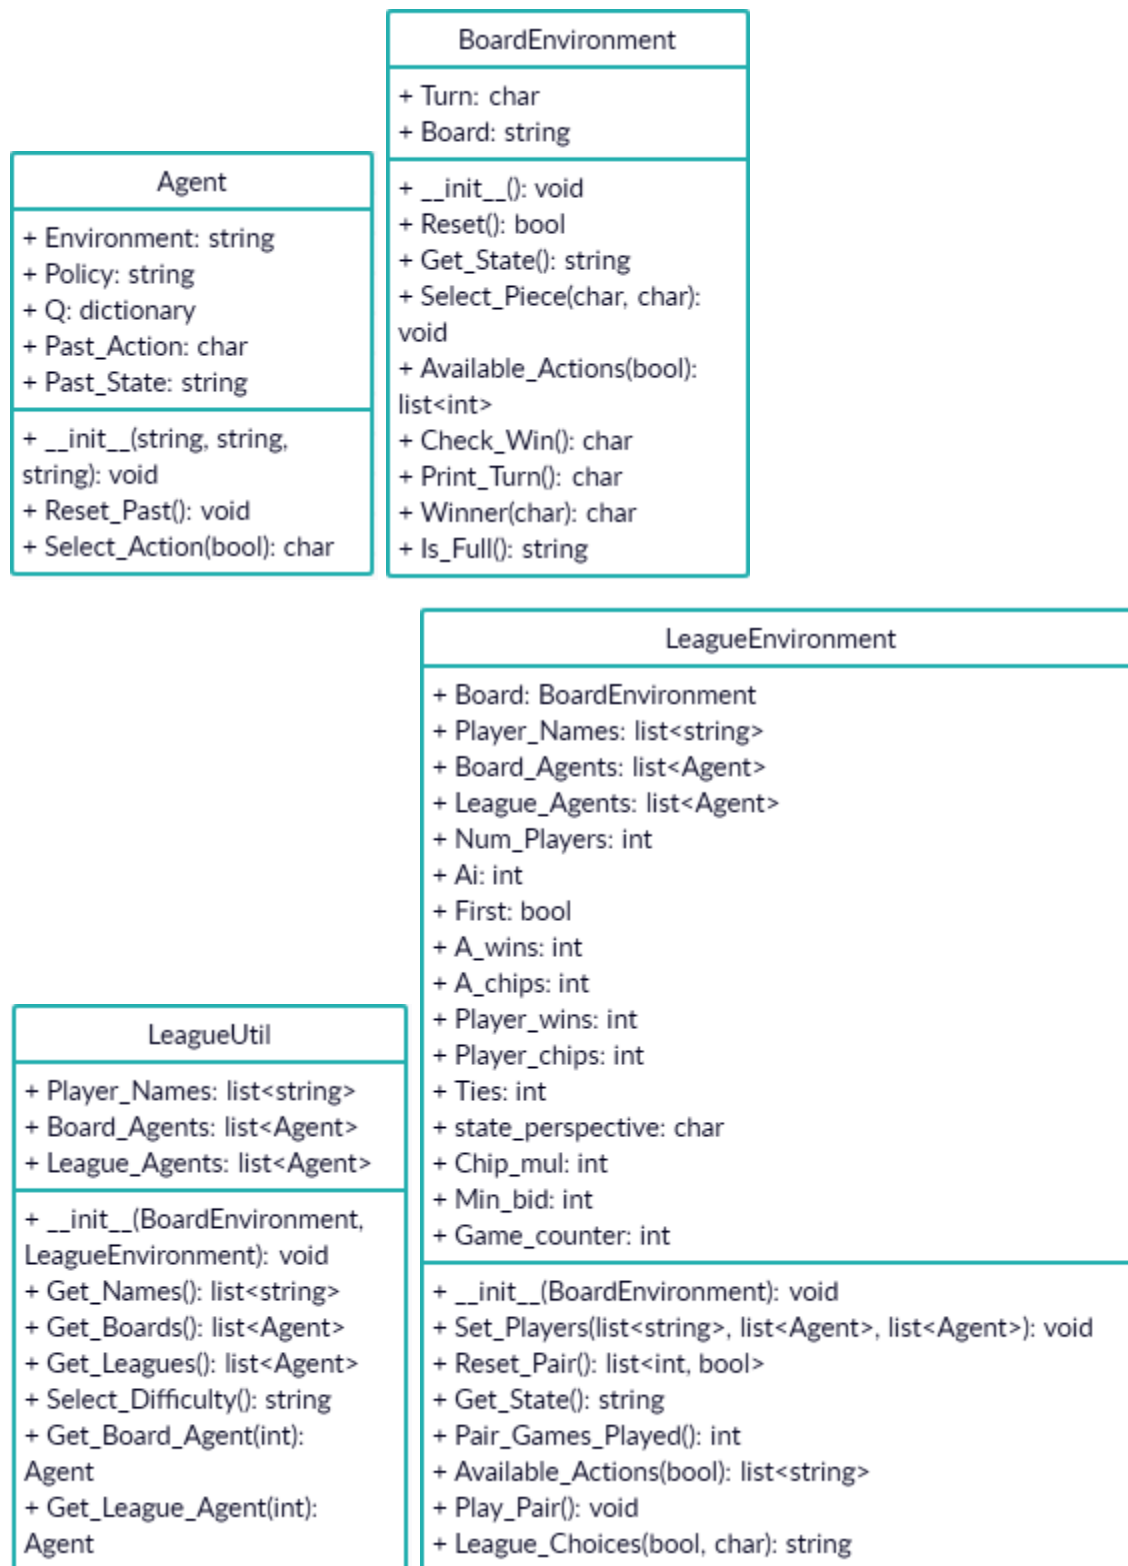 BoardEnvironment
+ Turn: char
+ Board: string
+ __init__(): void
+ Reset(): bool
+ Get_State(): string
+ Select_Piece(char, char):
void
+ Available_Actions(bool):
list<int>
+ Check_Win(): char
+ Print_Turn(): char
+ Winner(char): char
+ Is_Full(): string
Agent
+ Environment: string
+ Policy: string
+ Q: dictionary
+ Past_Action: char
+ Past_State: string
+ __init__(string, string,
string): void
+ Reset_Past(): void
+ Select_Action(bool): char
LeagueEnvironment
+ Board: BoardEnvironment
+ Player_Names: list<string>
+ Board_Agents: list<Agent>
+ League_Agents: list<Agent>
+ Num_Players: int
+ Ai: int
+ First: bool
+ A_wins: int
+ A_chips: int
+ Player_wins: int
+ Player_chips: int
+ Ties: int
+ state_perspective: char
+ Chip_mul: int
+ Min_bid: int
+ Game_counter: int
+ __init__(BoardEnvironment): void
+ Set_Players(list<string>, list<Agent>, list<Agent>): void
+ Reset_Pair(): list<int, bool>
+ Get_State(): string
+ Pair_Games_Played(): int
+ Available_Actions(bool): list<string>
+ Play_Pair(): void
+ League_Choices(bool, char): string
LeagueUtil
+ Player_Names: list<string>
+ Board_Agents: list<Agent>
+ League_Agents: list<Agent>
+ __init__(BoardEnvironment,
LeagueEnvironment): void
+ Get_Names(): list<string>
+ Get_Boards(): list<Agent>
+ Get_Leagues(): list<Agent>
+ Select_Difficulty(): string
+ Get_Board_Agent(int):
Agent
+ Get_League_Agent(int):
Agent